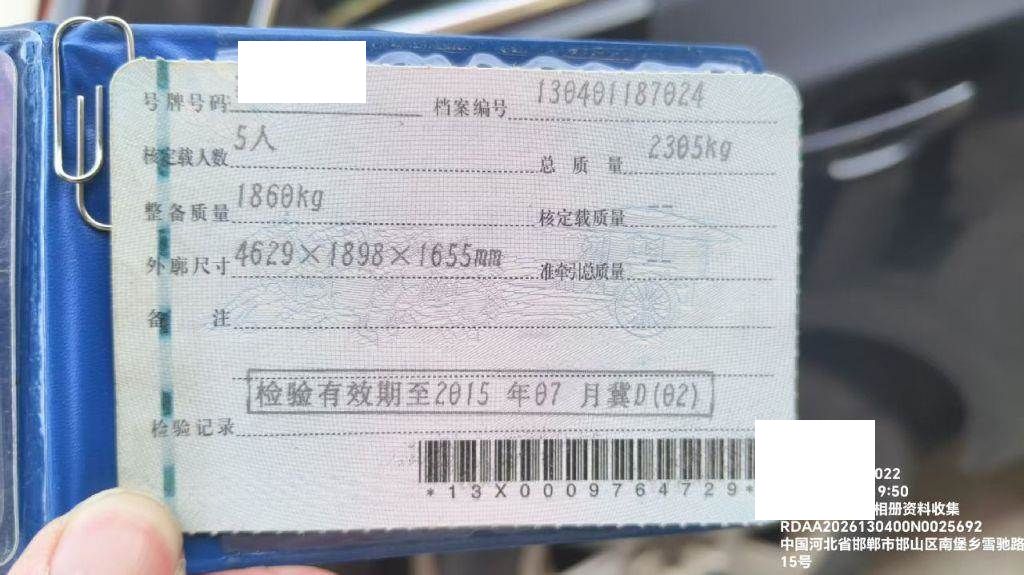 号牌号码 档案编号 130401187024
核定载人数 5人 总质量 2305kg
整备质量 1860kg 核定载质量 --
外廓尺寸 4629×1898×1655mm 准牵引总质量 --
备注
检验有效期至2015年07月冀D(02)
检验记录
*13X0009764729*
022
9:50
相册资料收集
RDAA2026130400N0025692
中国河北省邯郸市邯山区南堡乡雪驰路
15号